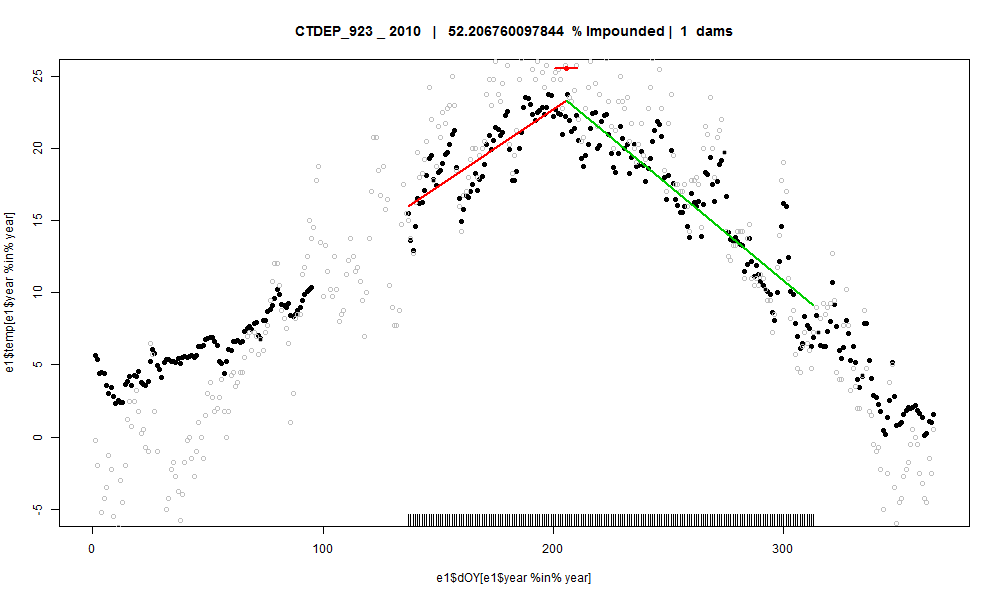 CTDEP_923 _ 2010 | 52.206760097844 % Impounded | 1 dams
e1$temp[e1$year %in% year]
25
20
15
10
5
0
-5
0 100 200 300
e1$dOY[e1$year %in% year]